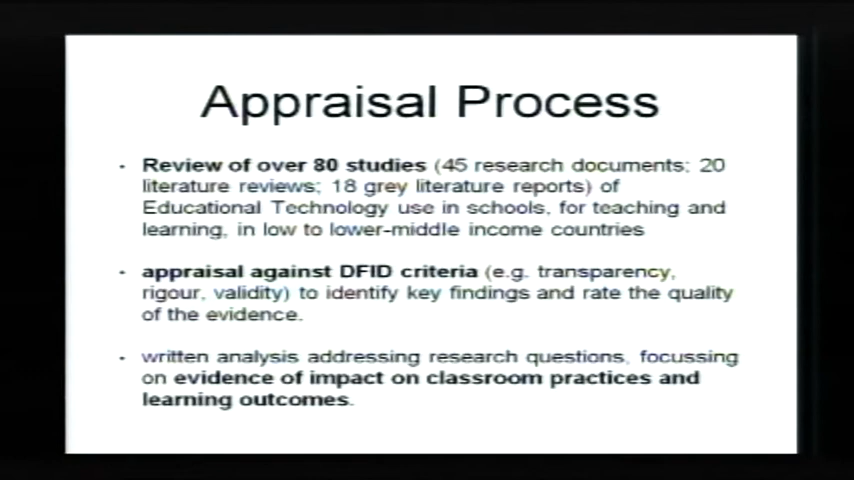 Appraisal Process
· Review of over 80 studies (45 research documents; 20
literature reviews; 18 grey literature reports) of
Educational Technology use in schools, for teaching and
learning, in low to lower-middle income countries
· appraisal against DFID criteria (e.g. transparency,
rigour, validity) to identify key findings and rate the quality
of the evidence.
· written analysis addressing research questions, focussing
on evidence of impact on classroom practices and
learning outcomes.